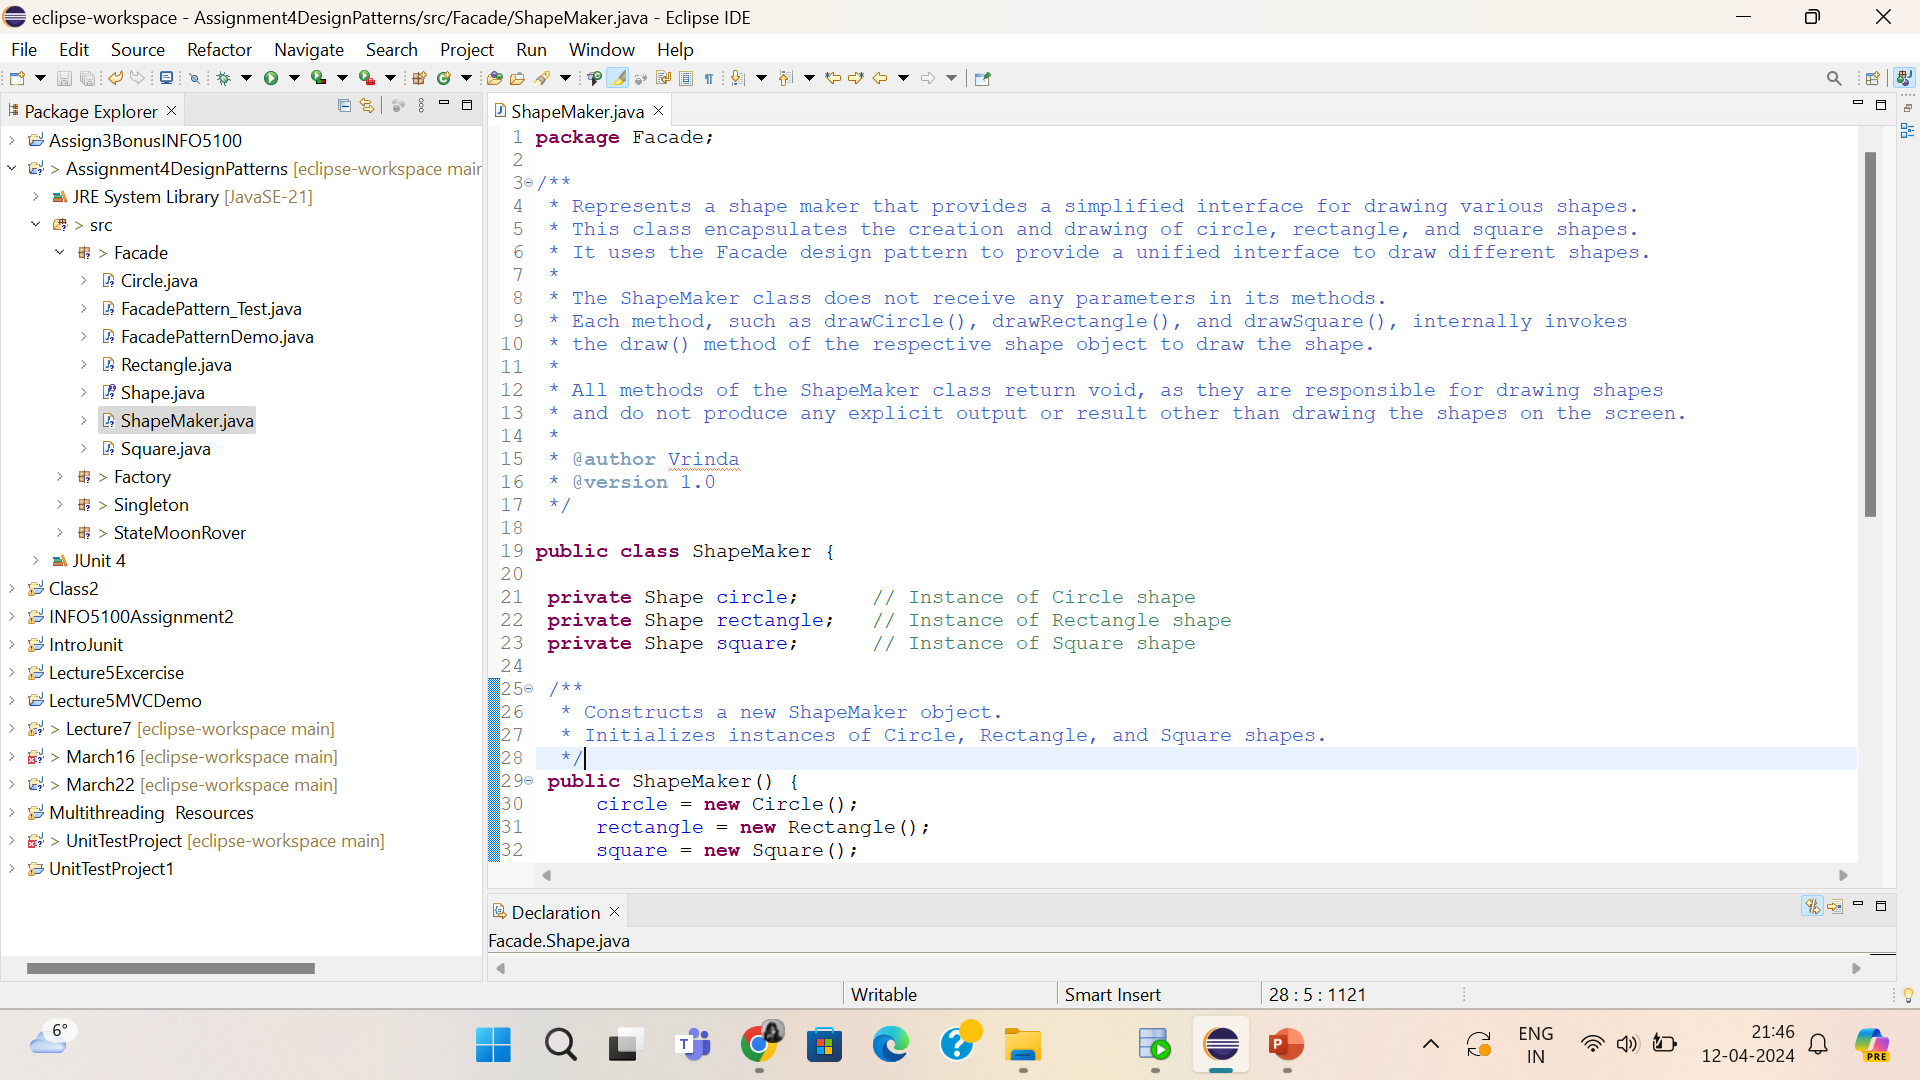 eclipse-workspace - Assignment4DesignPatterns/src/Facade/ShapeMaker.java - Eclipse IDE
File Edit Source Refactor Navigate Search Project Run Window Help
Package Explorer
Assign3BonusINFO5100
> Assignment4DesignPatterns [eclipse-workspace main
JRE System Library [JavaSE-21]
> src
> Facade
Circle.java
FacadePattern_Test.java
FacadePatternDemo.java
Rectangle.java
Shape.java
ShapeMaker.java
Square.java
> Factory
> Singleton
> StateMoonRover
JUnit 4
Class2
INFO5100Assignment2
IntroJunit
Lecture5Excercise
Lecture5MVCDemo
> Lecture7 [eclipse-workspace main]
> March16 [eclipse-workspace main]
> March22 [eclipse-workspace main]
Multithreading Resources
> UnitTestProject [eclipse-workspace main]
UnitTestProject1
ShapeMaker.java
1 package Facade;
2
3 /**
4 * Represents a shape maker that provides a simplified interface for drawing various shapes.
5 * This class encapsulates the creation and drawing of circle, rectangle, and square shapes.
6 * It uses the Facade design pattern to provide a unified interface to draw different shapes.
7 *
8 * The ShapeMaker class does not receive any parameters in its methods.
9 * Each method, such as drawCircle(), drawRectangle(), and drawSquare(), internally invokes
10 * the draw() method of the respective shape object to draw the shape.
11 *
12 * All methods of the ShapeMaker class return void, as they are responsible for drawing shapes
13 * and do not produce any explicit output or result other than drawing the shapes on the screen.
14 *
15 * @author Vrinda
16 * @version 1.0
17 */
18
19 public class ShapeMaker {
20
21 private Shape circle; // Instance of Circle shape
22 private Shape rectangle; // Instance of Rectangle shape
23 private Shape square; // Instance of Square shape
24
25 /**
26 * Constructs a new ShapeMaker object.
27 * Initializes instances of Circle, Rectangle, and Square shapes.
28 */
29 public ShapeMaker() {
30 circle = new Circle();
31 rectangle = new Rectangle();
32 square = new Square();
Declaration
Facade.Shape.java
Writable Smart Insert 28 : 5 : 1121
6°
ENG
IN
21:46
12-04-2024
PRE